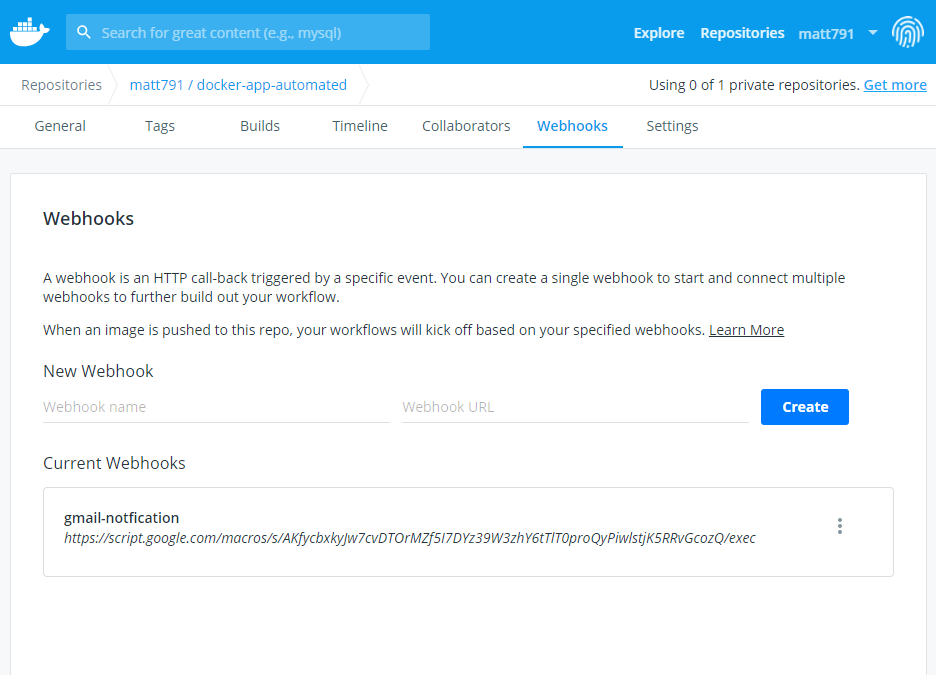 Search for great content (e.g., mysql)
Explore
Repositories
matt791
Repositories
matt791 / docker-app-automated
Using 0 of 1 private repositories. Get more
General
Tags
Builds
Timeline
Collaborators
Webhooks
Settings
Webhooks
A webhook is an HTTP call-back triggered by a specific event. You can create a single webhook to start and connect multiple
webhooks to further build out your workflow.
When an image is pushed to this repo, your workflows will kick off based on your specified webhooks. Learn More
New Webhook
Webhook name
Webhook URL
Create
Current Webhooks
gmail-notfication
https://script.google.com/macros/s/AKfycbxkyJw7cvDTOrMZf5I7DYz39W3zhY6tTlT0proQyPiwlstjK5RRvGcozQ/exec